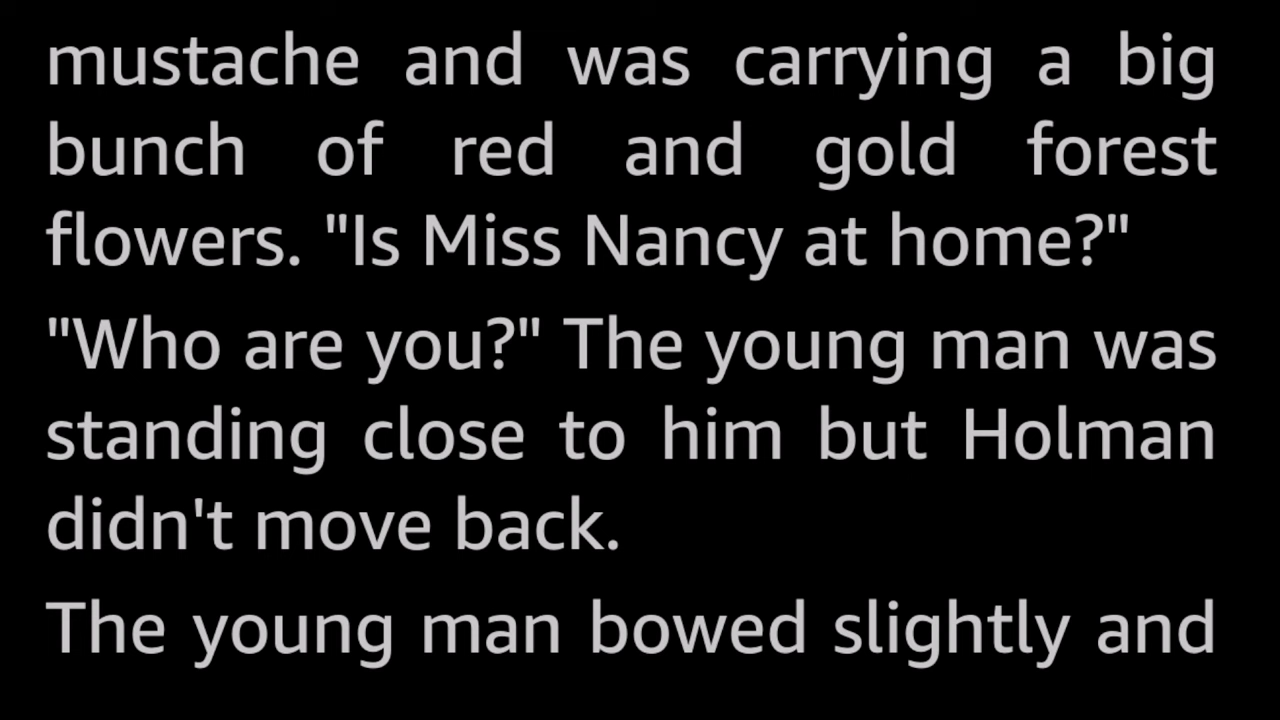 mustache and was carrying a big
bunch of red and gold forest
flowers. "Is Miss Nancy at home?"
"Who are you?" The young man was
standing close to him but Holman
didn't move back.
The young man bowed slightly and